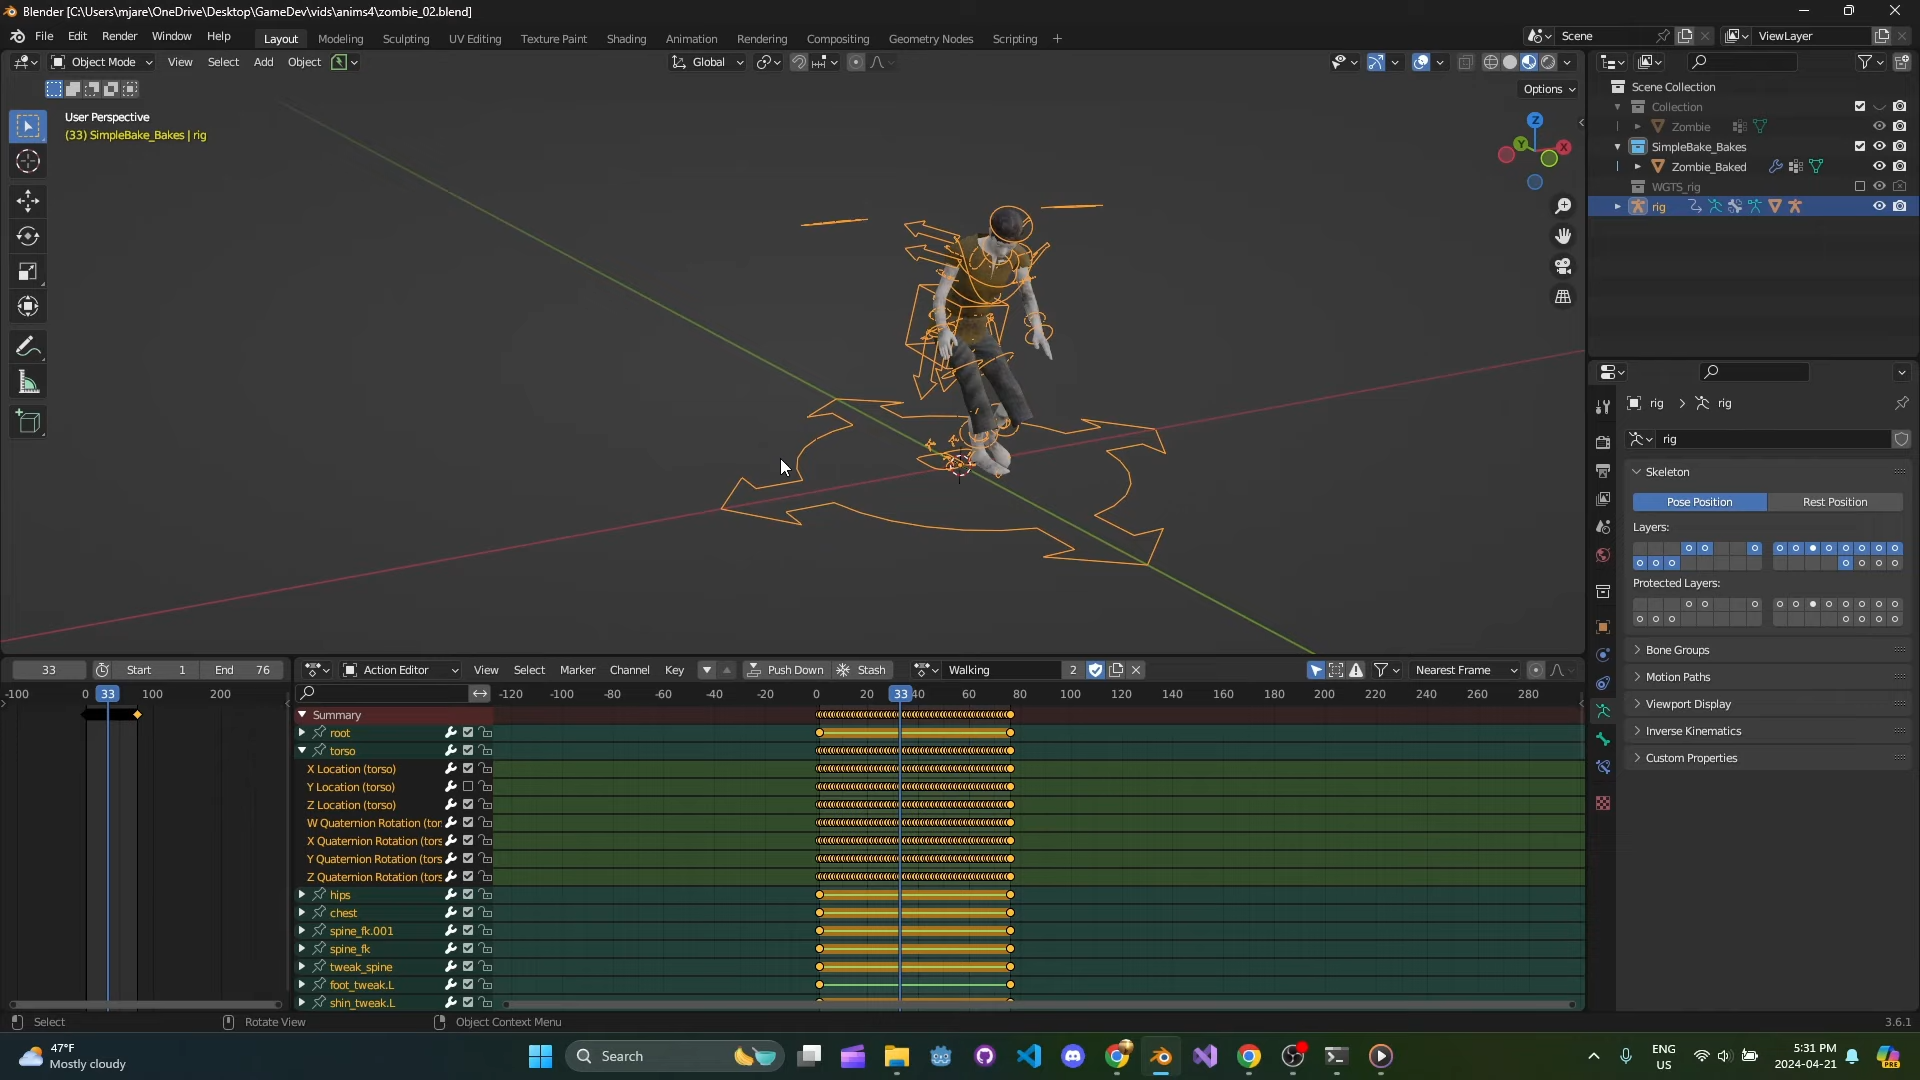 Blender [C:\Users\mjare\OneDrive\Desktop\GameDev\vids\anims4\zombie_02.blend]
File Edit Render Window Help Layout Modeling Sculpting UV Editing Texture Paint Shading Animation Rendering Compositing Geometry Nodes Scripting + Scene ViewLayer
Object Mode View Select Add Object Global
Options
User Perspective
(33) SimpleBake_Bakes | rig
Z
Y
X
Scene Collection
Collection
Zombie
SimpleBake_Bakes
Zombie_Baked
WGTS_rig
rig
rig > rig
rig
Skeleton
Pose Position Rest Position
Layers:
Protected Layers:
Bone Groups
Motion Paths
Viewport Display
Inverse Kinematics
Custom Properties
33 Start 1 End 76 Action Editor View Select Marker Channel Key Push Down Stash Walking 2 Nearest Frame
-100 0 33 100 200 -120 -100 -80 -60 -40 -20 0 20 33 40 60 80 100 120 140 160 180 200 220 240 260 280
Summary
root
torso
X Location (torso)
Y Location (torso)
Z Location (torso)
W Quaternion Rotation (tor
X Quaternion Rotation (tors
Y Quaternion Rotation (tors
Z Quaternion Rotation (tors
hips
chest
spine_fk.001
spine_fk
tweak_spine
foot_tweak.L
shin_tweak.L
Select Rotate View Object Context Menu 3.6.1
47°F
Mostly cloudy
Search
ENG
US
5:31 PM
2024-04-21
PRE